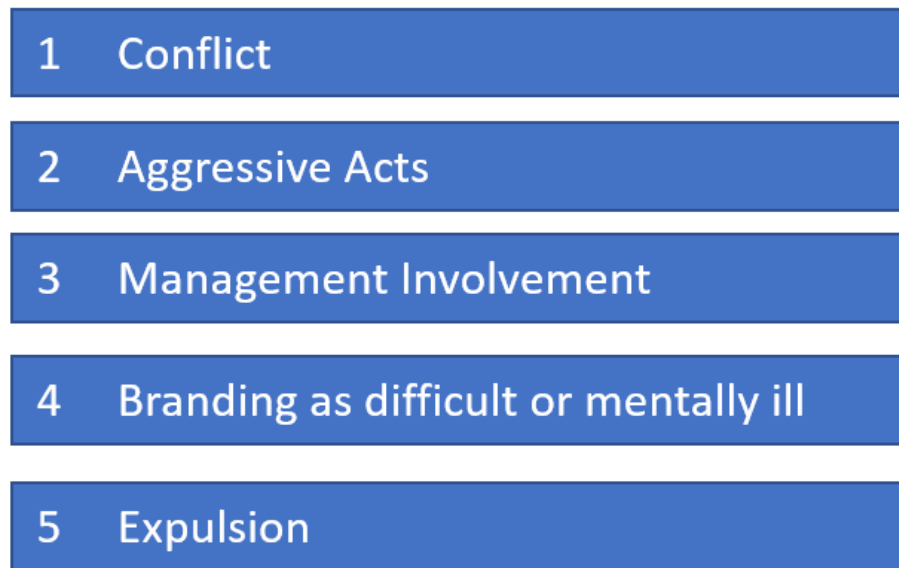 1 Conflict
2 Aggressive Acts
3 Management Involvement
4 Branding as difficult or mentally ill
5 Expulsion